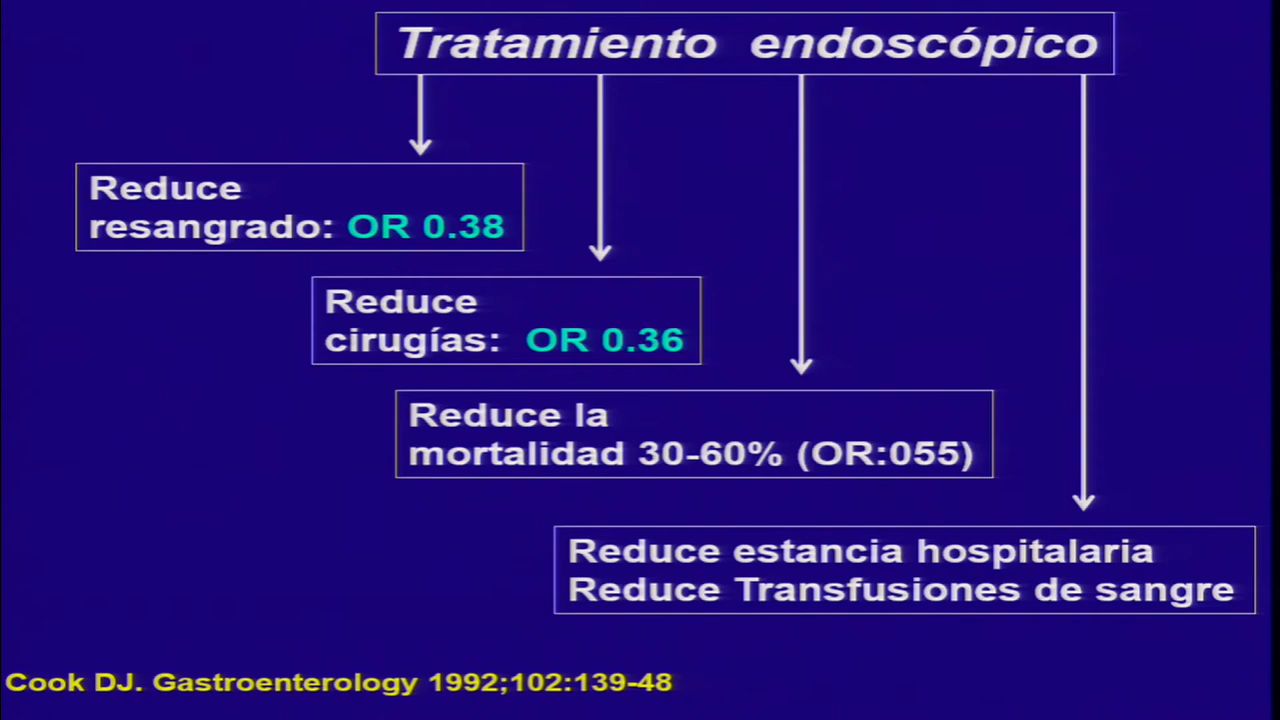 Tratamiento endoscópico
Reduce
resangrado: OR 0.38
Reduce
cirugías: OR 0.36
Reduce la
mortalidad 30-60% (OR:055)
Reduce estancia hospitalaria
Reduce Transfusiones de sangre
Cook DJ. Gastroenterology 1992;102:139-48